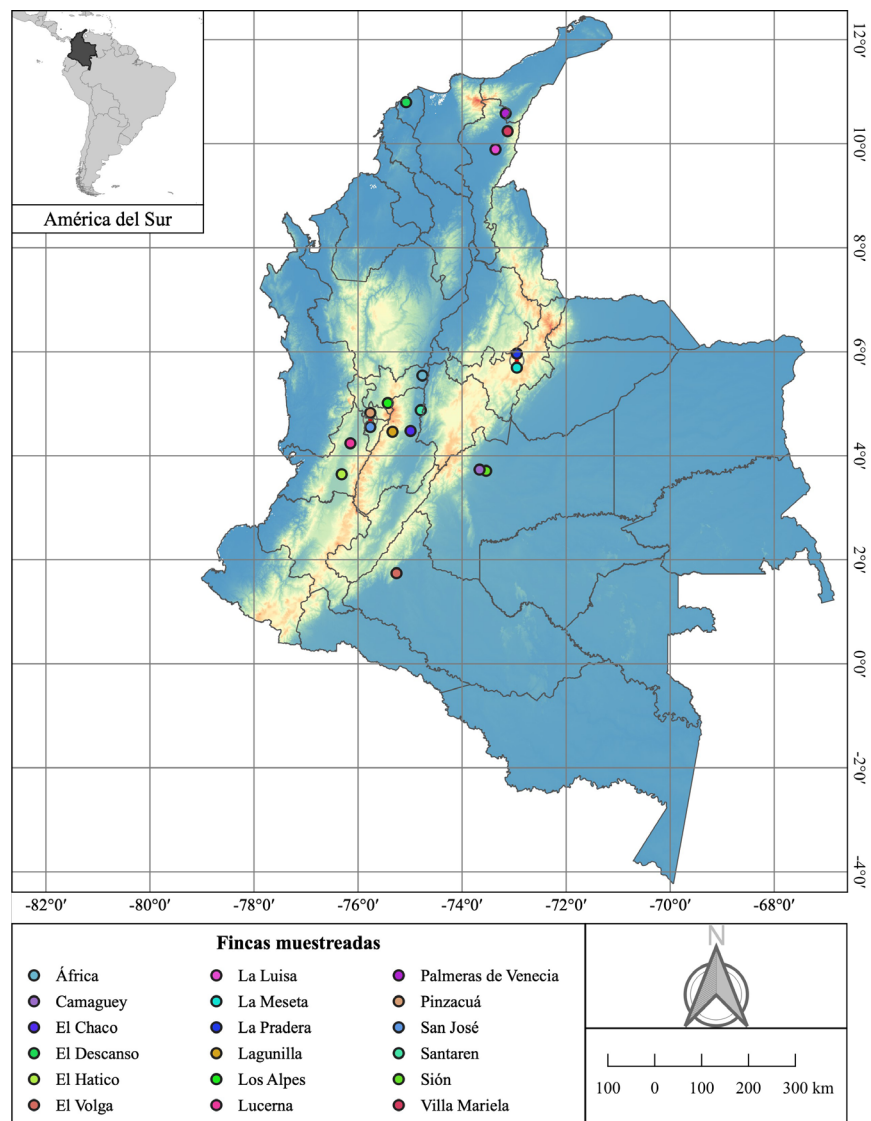 América del Sur
12°0'
10°0'
8°0'
6°0'
4°0'
2°0'
0°0'
-2°0'
-4°0'
-82°0' -80°0' -78°0' -76°0' -74°0' -72°0' -70°0' -68°0'
Fincas muestreadas
África La Luisa Palmeras de Venecia
Camaguey La Meseta Pinzacuá
El Chaco La Pradera San José
El Descanso Lagunilla Santaren
El Hatico Los Alpes Sión
El Volga Lucerna Villa Mariela
N
100 0 100 200 300 km